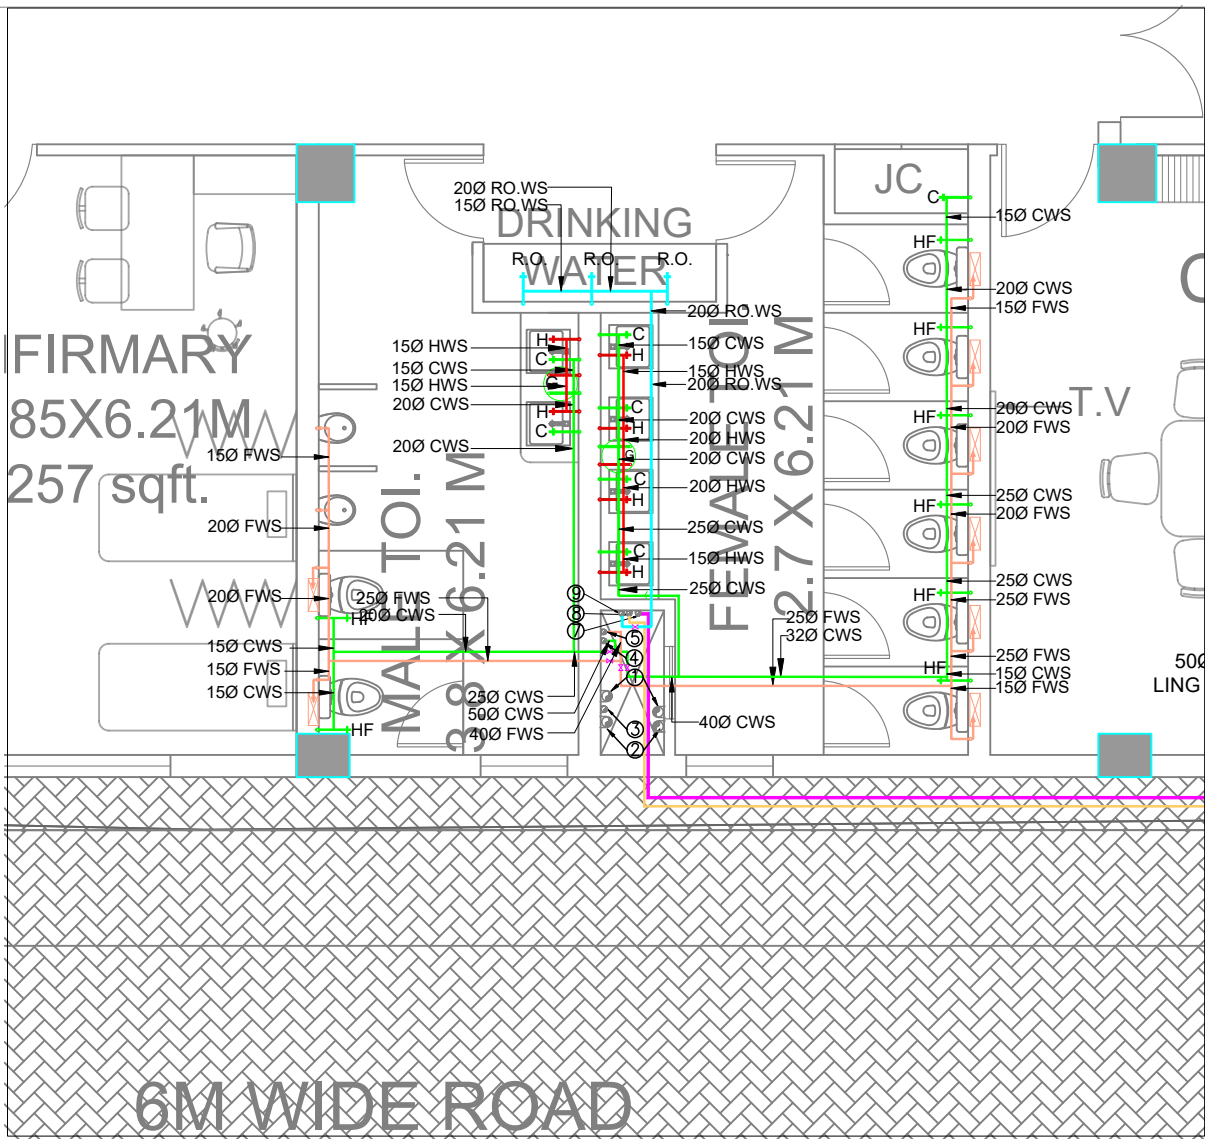 20Ø RO.WS
15Ø RO.WS
DRINKING
WATER
R.O.
R.O.
R.O.
JC
C
15Ø CWS
HF
20Ø CWS
15Ø FWS
HF
20Ø CWS
20Ø FWS
HF
25Ø CWS
20Ø FWS
HF
25Ø CWS
25Ø FWS
HF
25Ø FWS
15Ø CWS
15Ø FWS
HF
T.V
FIRMARY
85X6.21M
257 sqft.
15Ø HWS
15Ø CWS
15Ø HWS
20Ø CWS
20Ø CWS
H
C
H
C
C
H
C
H
C
H
C
H
20Ø RO.WS
15Ø CWS
15Ø HWS
20Ø RO.WS
20Ø CWS
20Ø HWS
20Ø CWS
20Ø HWS
25Ø CWS
15Ø HWS
25Ø CWS
FEMALE TOI.
2.7 X 6.21 M
MALE TOI.
3.8 X 6.21 M
15Ø FWS
20Ø FWS
20Ø FWS
HF
15Ø CWS
15Ø FWS
15Ø CWS
HF
25Ø FWS
20Ø CWS
25Ø FWS
32Ø CWS
9
8
7
5
4
1
3
2
25Ø CWS
50Ø CWS
40Ø FWS
40Ø CWS
LING
6M WIDE ROAD